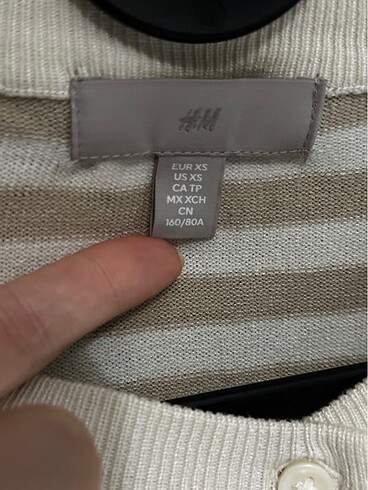 H&M
EUR XS
US XS
CA TP
MX XCH
CN
160/80A